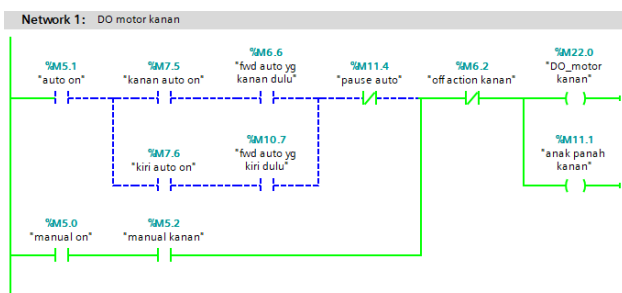 Network 1: DO motor kanan
%M5.1
"auto on"
%M7.5
"kanan auto on"
%M6.6
"fwd auto yg
kanan dulu"
%M11.4
"pause auto"
%M6.2
"off action kanan"
%M22.0
"DO_motor
kanan"
%M7.6
"kiri auto on"
%M10.7
"fwd auto yg
kiri dulu"
%M11.1
"anak panah
kanan"
%M5.0
"manual on"
%M5.2
"manual kanan"